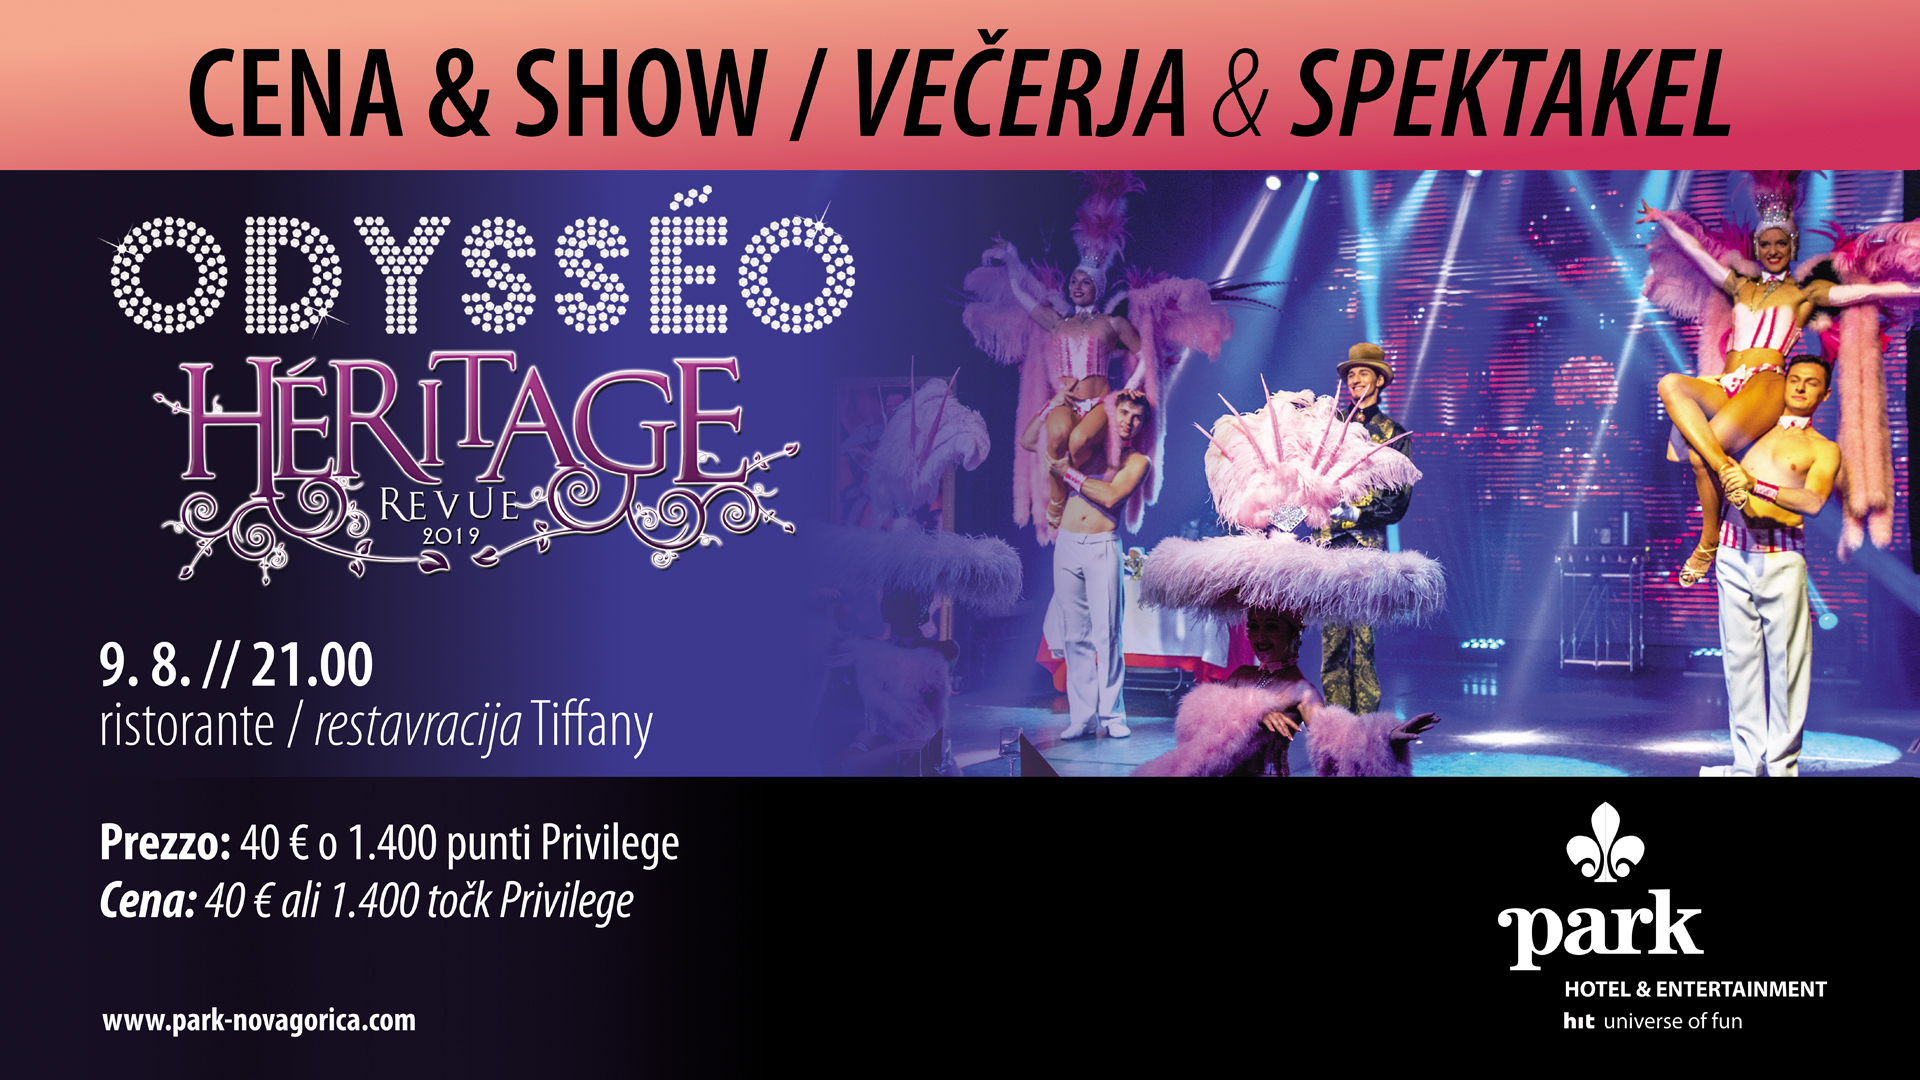 CENA & SHOW / VEČERJA & SPEKTAKEL
ODYSSÉO
HÉRITAGE
REVUE
2019
9. 8. // 21.00
ristorante / restavracija Tiffany
Prezzo: 40 € o 1.400 punti Privilege
Cena: 40 € ali 1.400 točk Privilege
www.park-novagorica.com
park
HOTEL & ENTERTAINMENT
hit universe of fun